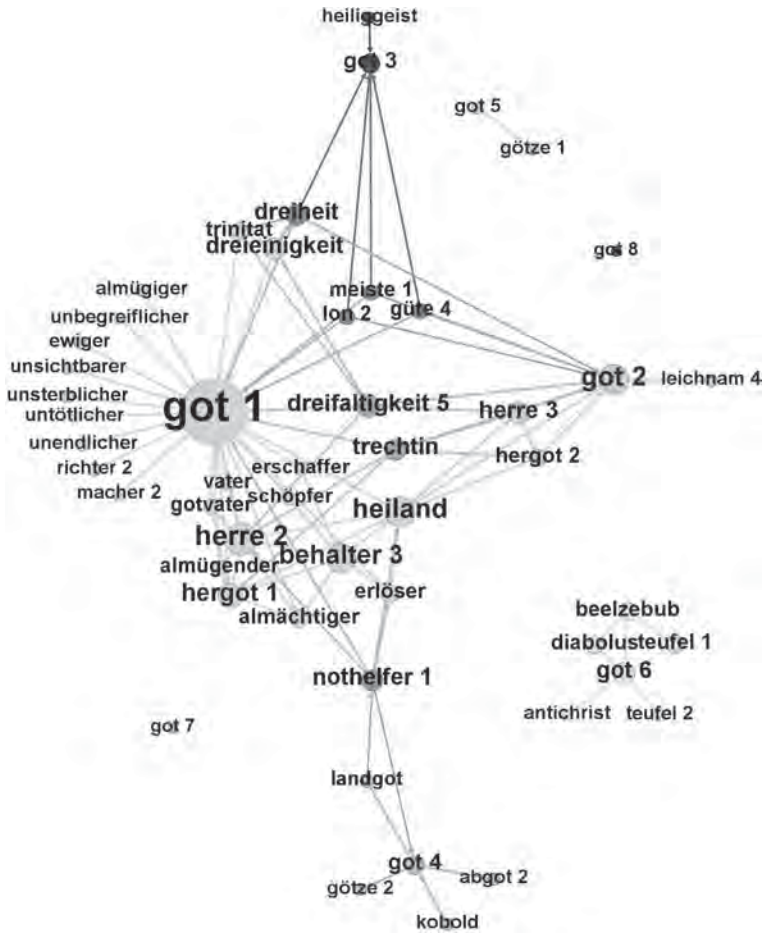 heiliggeist
got 3
got 5
götze 1
dreiheit
trinität
dreieinigkeit
got 8
almügiger
meiste 1
unbegreiflicher
lon 2
güte 4
ewiger
unsichtbarer
got 2
leichnam 4
unsterblicher
got 1
dreifaltigkeit 5
herre 3
untötlicher
unendlicher
trechtin
hergot 2
richter 2
erschaffer
vater
macher 2
schöpfer
gotvater
heiland
herre 2
behalter 3
almügender
hergot 1
erlöser
almächtiger
beelzebub
diabolusteufel 1
got 6
nothelfer 1
antichrist
teufel 2
got 7
landgot
got 4
abgot 2
götze 2
kobold